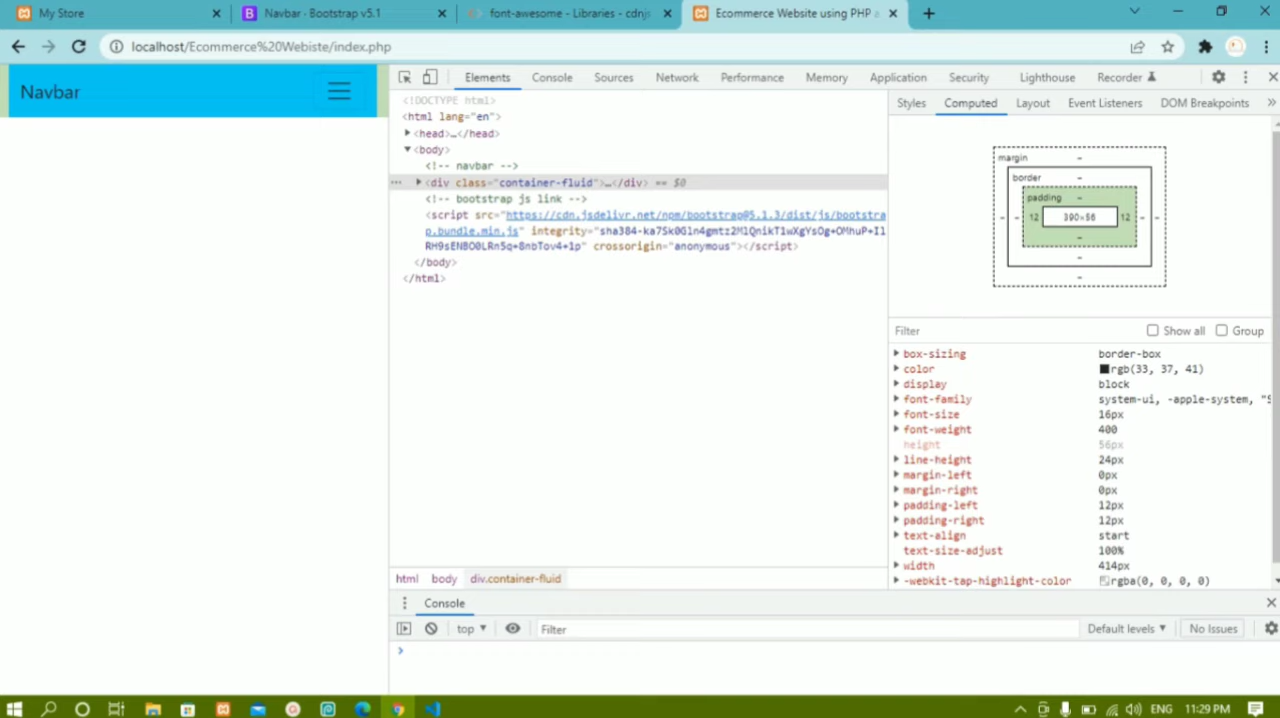 My Store
Navbar · Bootstrap v5.1
font-awesome - Libraries - cdnjs
Ecommerce Website using PHP a
localhost/Ecommerce%20Webiste/index.php
Navbar
Elements Console Sources Network Performance Memory Application Security Lighthouse Recorder
<!DOCTYPE html>
<html lang="en">
<head>…</head>
<body>
<!-- navbar -->
<div class="container-fluid">…</div> == $0
<!-- bootstrap js link -->
<script src="https://cdn.jsdelivr.net/npm/bootstrap@5.1.3/dist/js/bootstra
p.bundle.min.js" integrity=
crossorigin="anonymous"></script>
</body>
</html>
Styles Computed Layout Event Listeners DOM Breakpoints »
margin -
border -
padding -
- - 12 390×56 12 - -
-
-
-
Filter Show all Group
box-sizing border-box
color rgb(33, 37, 41)
display block
font-family system-ui, -apple-system, "S
font-size 16px
font-weight 400
height 56px
line-height 24px
margin-left 0px
margin-right 0px
padding-left 12px
padding-right 12px
text-align start
text-size-adjust 100%
width 414px
-webkit-tap-highlight-color rgba(0, 0, 0, 0)
html body div.container-fluid
Console
top Filter Default levels No Issues
ENG 11:29 PM